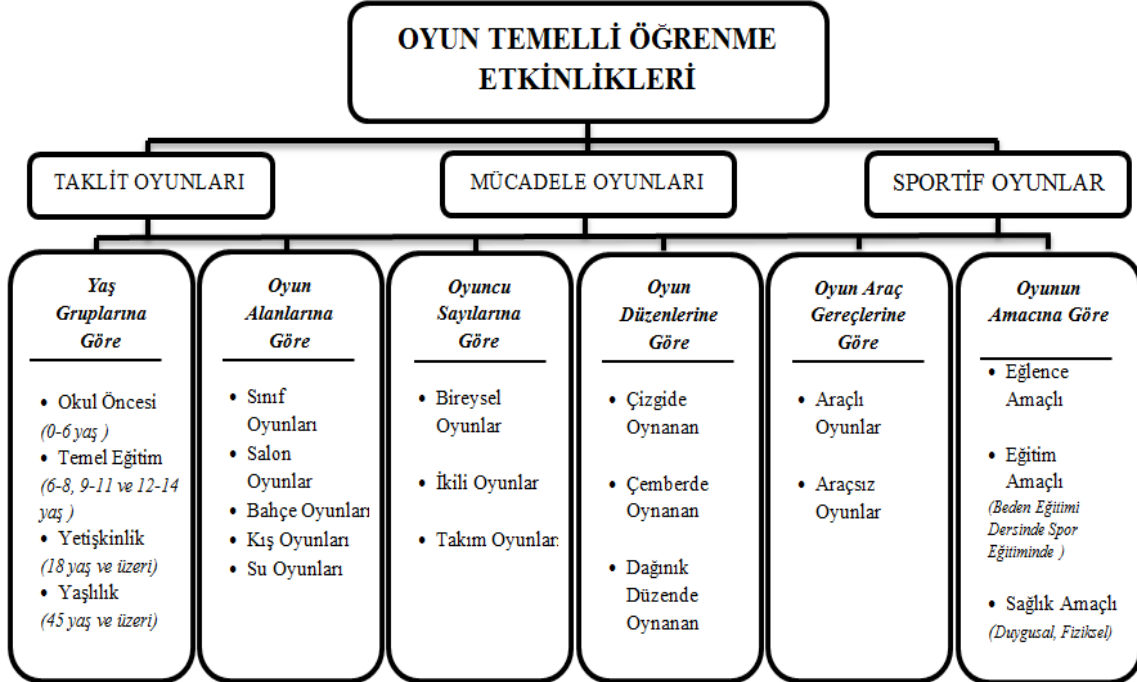 OYUN TEMELLİ ÖĞRENME
ETKİNLİKLERİ
TAKLİT OYUNLARI
MÜCADELE OYUNLARI
SPORTİF OYUNLAR
Yaş
Gruplarına
Göre
• Okul Öncesi
(0-6 yaş )
• Temel Eğitim
(6-8, 9-11 ve 12-14
yaş )
• Yetişkinlik
(18 yaş ve üzeri)
• Yaşlılık
(45 yaş ve üzeri)
Oyun
Alanlarına
Göre
• Sınıf
Oyunları
• Salon
Oyunlar
• Bahçe Oyunları
• Kış Oyunları
• Su Oyunları
Oyuncu
Sayılarına
Göre
• Bireysel
Oyunlar
• İkili Oyunlar
• Takım Oyunları
Oyun
Düzenlerine
Göre
• Çizgide
Oynanan
• Çemberde
Oynanan
• Dağınık
Düzende
Oynanan
Oyun Araç
Gereçlerine
Göre
• Araçlı
Oyunlar
• Araçsız
Oyunlar
Oyunun
Amacına Göre
• Eğlence
Amaçlı
• Eğitim
Amaçlı
(Beden Eğitimi
Dersinde Spor
Eğitiminde )
• Sağlık Amaçlı
(Duygusal, Fiziksel)